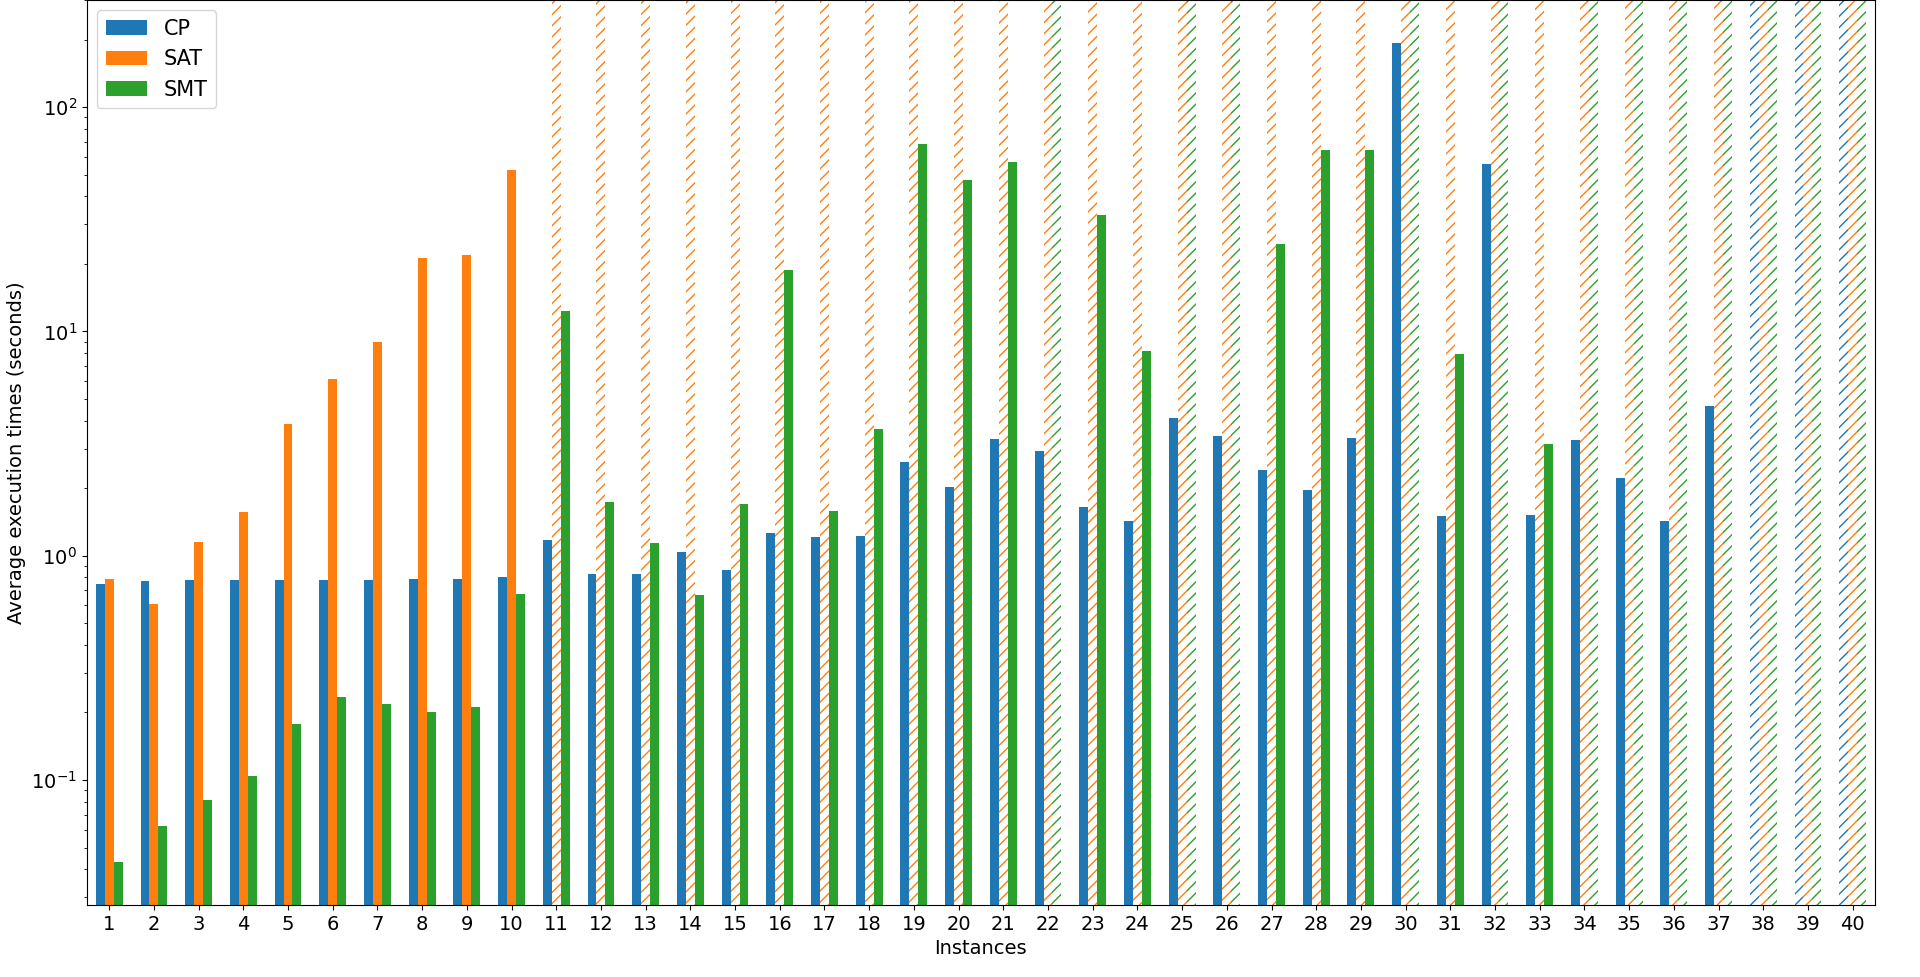 CP
SAT
SMT
10²
10¹
10⁰
10⁻¹
Average execution times (seconds)
1 2 3 4 5 6 7 8 9 10 11 12 13 14 15 16 17 18 19 20 21 22 23 24 25 26 27 28 29 30 31 32 33 34 35 36 37 38 39 40
Instances